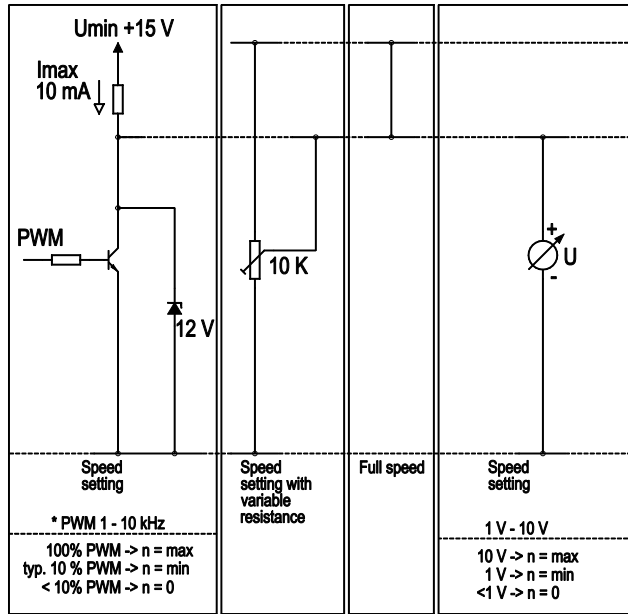 Umin +15 V
Imax
10 mA
PWM
12 V
10 K
+
U
-
Speed
setting
Speed
setting with
variable
resistance
Full speed
Speed
setting
* PWM 1 - 10 kHz
100% PWM -> n = max
typ. 10 % PWM -> n = min
< 10% PWM -> n = 0
1 V - 10 V
10 V -> n = max
1 V -> n = min
<1 V -> n = 0